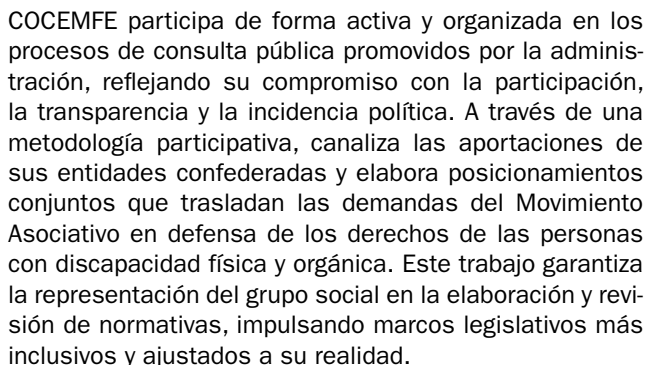 COCEMFE participa de forma activa y organizada en los
procesos de consulta pública promovidos por la adminis-
tración, reflejando su compromiso con la participación,
la transparencia y la incidencia política. A través de una
metodología participativa, canaliza las aportaciones de
sus entidades confederadas y elabora posicionamientos
conjuntos que trasladan las demandas del Movimiento
Asociativo en defensa de los derechos de las personas
con discapacidad física y orgánica. Este trabajo garantiza
la representación del grupo social en la elaboración y revi-
sión de normativas, impulsando marcos legislativos más
inclusivos y ajustados a su realidad.